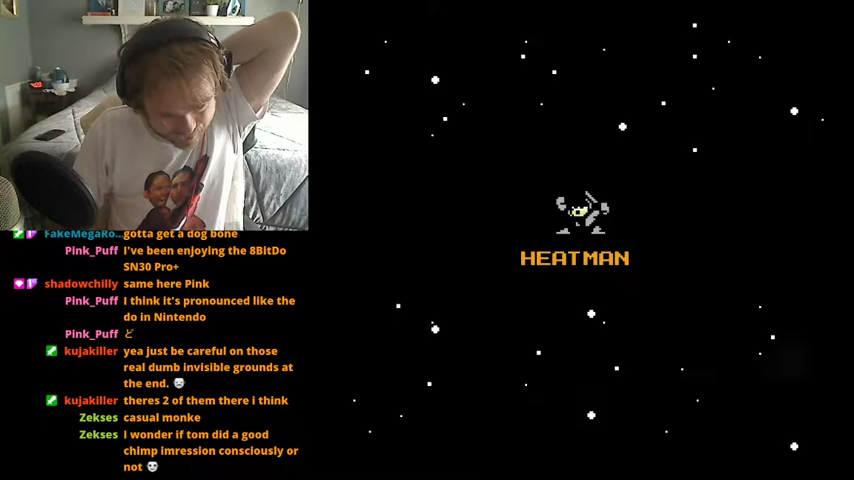 FakeMegaRo... gotta get a dog bone
Pink_Puff I've been enjoying the 8BitDo
SN30 Pro+
shadowchilly same here Pink
Pink_Puff I think it's pronounced like the
do in Nintendo
Pink_Puff ど
kujakiller yea just be careful on those
real dumb invisible grounds at
the end.
kujakiller theres 2 of them there i think
Zekses casual monke
Zekses I wonder if tom did a good
chimp imression consciously or
not
HEATMAN